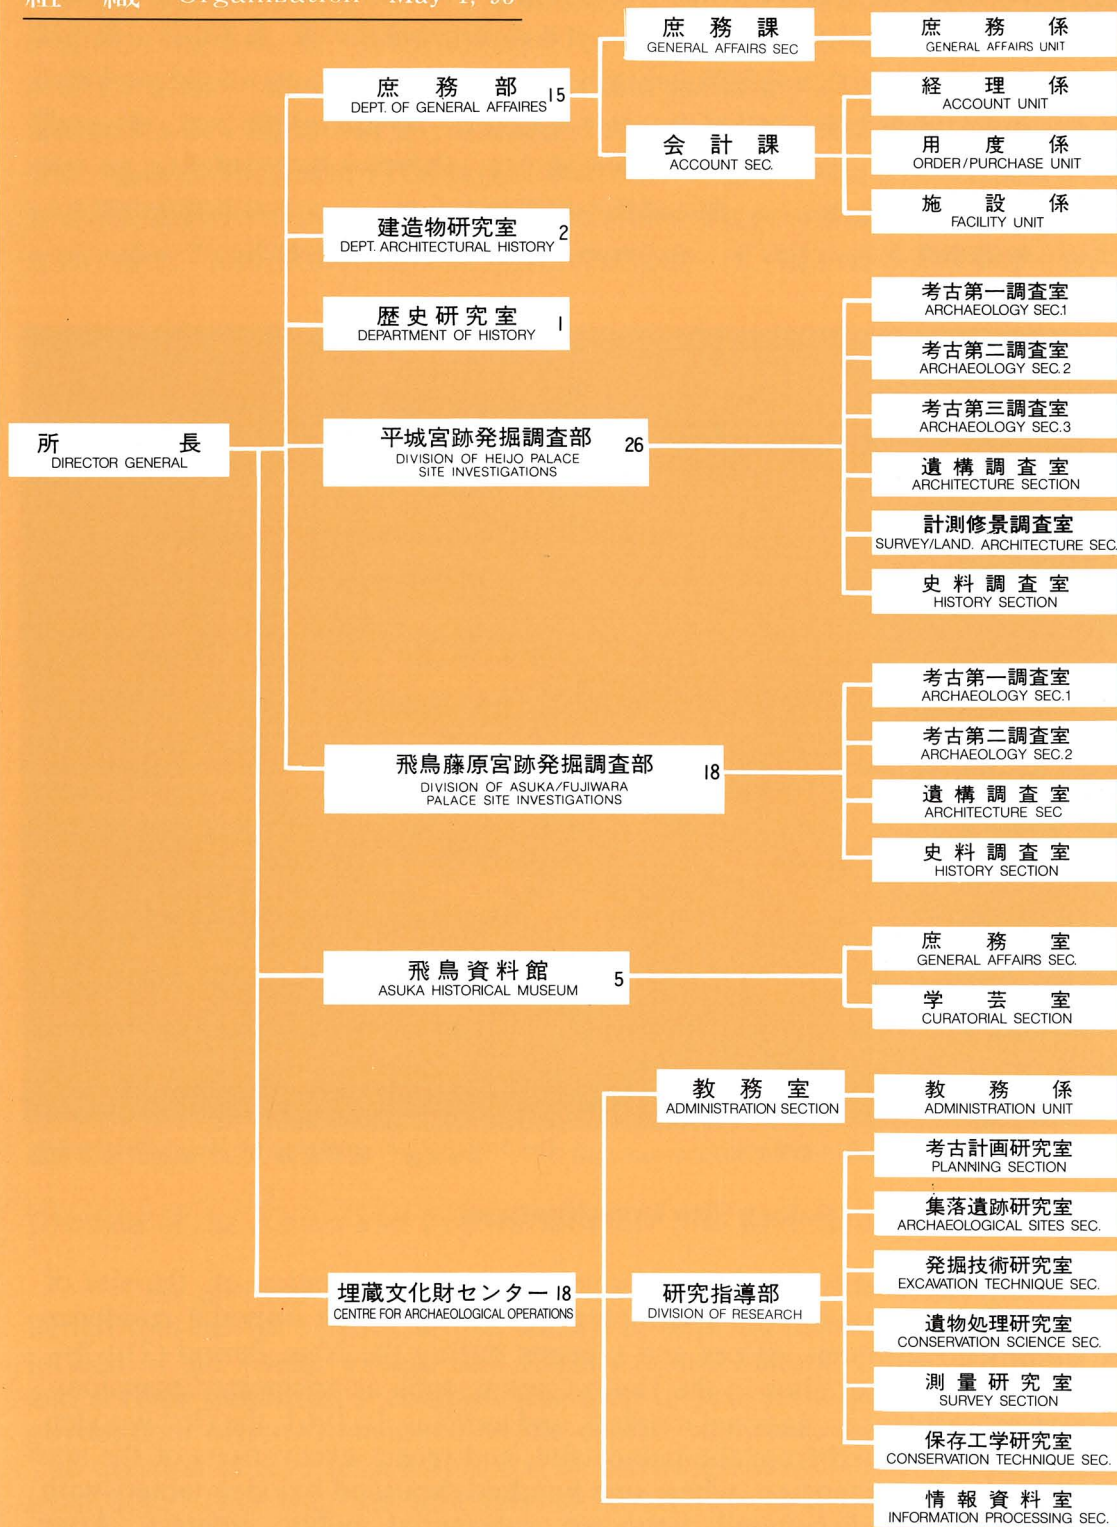 組 織 Organization May 1,
庶務課
GENERAL AFFAIRS SEC
庶務係
GENERAL AFFAIRS UNIT
庶務部 15
DEPT. OF GENERAL AFFAIRES
経理係
ACCOUNT UNIT
会計課
ACCOUNT SEC.
用度係
ORDER/PURCHASE UNIT
施設係
FACILITY UNIT
建造物研究室 2
DEPT. ARCHITECTURAL HISTORY
歴史研究室 1
DEPARTMENT OF HISTORY
所長
DIRECTOR GENERAL
平城宮跡発掘調査部 26
DIVISION OF HEIJO PALACE
SITE INVESTIGATIONS
考古第一調査室
ARCHAEOLOGY SEC.1
考古第二調査室
ARCHAEOLOGY SEC.2
考古第三調査室
ARCHAEOLOGY SEC.3
遺構調査室
ARCHITECTURE SECTION
計測修景調査室
SURVEY/LAND. ARCHITECTURE SEC.
史料調査室
HISTORY SECTION
飛鳥藤原宮跡発掘調査部 18
DIVISION OF ASUKA/FUJIWARA
PALACE SITE INVESTIGATIONS
考古第一調査室
ARCHAEOLOGY SEC.1
考古第二調査室
ARCHAEOLOGY SEC.2
遺構調査室
ARCHITECTURE SEC
史料調査室
HISTORY SECTION
飛鳥資料館 5
ASUKA HISTORICAL MUSEUM
庶務室
GENERAL AFFAIRS SEC.
学芸室
CURATORIAL SECTION
埋蔵文化財センター 18
CENTRE FOR ARCHAEOLOGICAL OPERATIONS
教務室
ADMINISTRATION SECTION
教務係
ADMINISTRATION UNIT
研究指導部
DIVISION OF RESEARCH
考古計画研究室
PLANNING SECTION
集落遺跡研究室
ARCHAEOLOGICAL SITES SEC.
発掘技術研究室
EXCAVATION TECHNIQUE SEC.
遺物処理研究室
CONSERVATION SCIENCE SEC.
測量研究室
SURVEY SECTION
保存工学研究室
CONSERVATION TECHNIQUE SEC.
情報資料室
INFORMATION PROCESSING SEC.